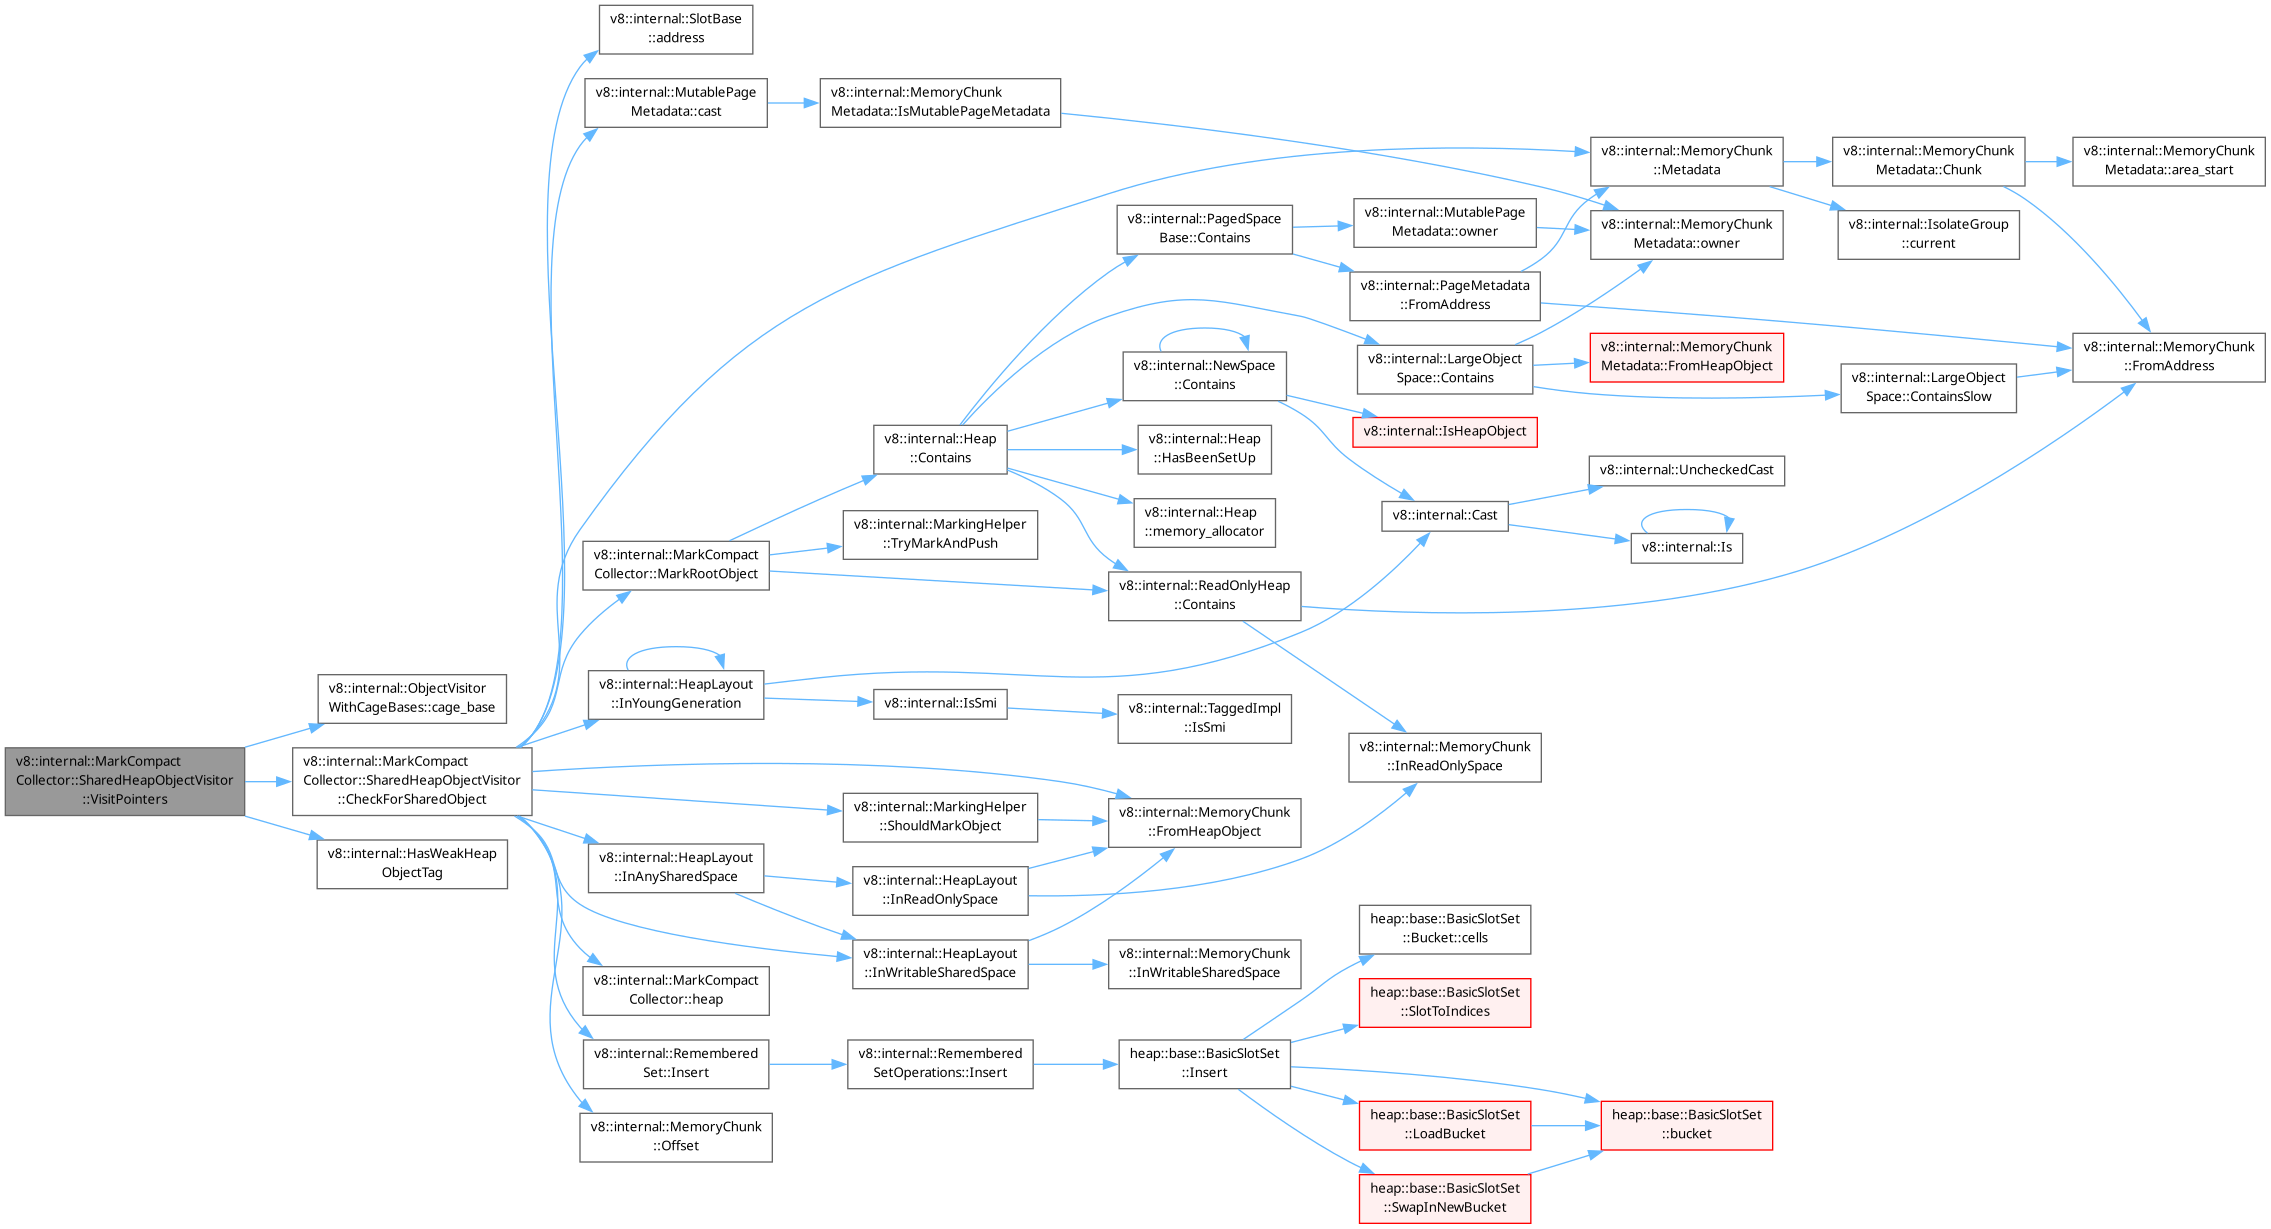 v8::internal::MarkCompact
Collector::SharedHeapObjectVisitor
::VisitPointers
v8::internal::ObjectVisitor
WithCageBases::cage_base
v8::internal::MarkCompact
Collector::SharedHeapObjectVisitor
::CheckForSharedObject
v8::internal::HasWeakHeap
ObjectTag
v8::internal::SlotBase
::address
v8::internal::MutablePage
Metadata::cast
v8::internal::MarkCompact
Collector::MarkRootObject
v8::internal::HeapLayout
::InYoungGeneration
v8::internal::HeapLayout
::InAnySharedSpace
v8::internal::MarkCompact
Collector::heap
v8::internal::Remembered
Set::Insert
v8::internal::MemoryChunk
::Offset
v8::internal::MemoryChunk
Metadata::IsMutablePageMetadata
v8::internal::Heap
::Contains
v8::internal::MarkingHelper
::TryMarkAndPush
v8::internal::IsSmi
v8::internal::MarkingHelper
::ShouldMarkObject
v8::internal::HeapLayout
::InReadOnlySpace
v8::internal::HeapLayout
::InWritableSharedSpace
v8::internal::Remembered
SetOperations::Insert
v8::internal::PagedSpace
Base::Contains
v8::internal::NewSpace
::Contains
v8::internal::Heap
::HasBeenSetUp
v8::internal::Heap
::memory_allocator
v8::internal::ReadOnlyHeap
::Contains
v8::internal::TaggedImpl
::IsSmi
v8::internal::MemoryChunk
::FromHeapObject
v8::internal::MemoryChunk
::InWritableSharedSpace
heap::base::BasicSlotSet
::Insert
v8::internal::MutablePage
Metadata::owner
v8::internal::PageMetadata
::FromAddress
v8::internal::LargeObject
Space::Contains
v8::internal::IsHeapObject
v8::internal::Cast
v8::internal::MemoryChunk
::InReadOnlySpace
heap::base::BasicSlotSet
::Bucket::cells
heap::base::BasicSlotSet
::SlotToIndices
heap::base::BasicSlotSet
::LoadBucket
heap::base::BasicSlotSet
::SwapInNewBucket
v8::internal::MemoryChunk
::Metadata
v8::internal::MemoryChunk
Metadata::owner
v8::internal::MemoryChunk
Metadata::FromHeapObject
v8::internal::UncheckedCast
v8::internal::Is
heap::base::BasicSlotSet
::bucket
v8::internal::MemoryChunk
Metadata::Chunk
v8::internal::IsolateGroup
::current
v8::internal::LargeObject
Space::ContainsSlow
v8::internal::MemoryChunk
Metadata::area_start
v8::internal::MemoryChunk
::FromAddress